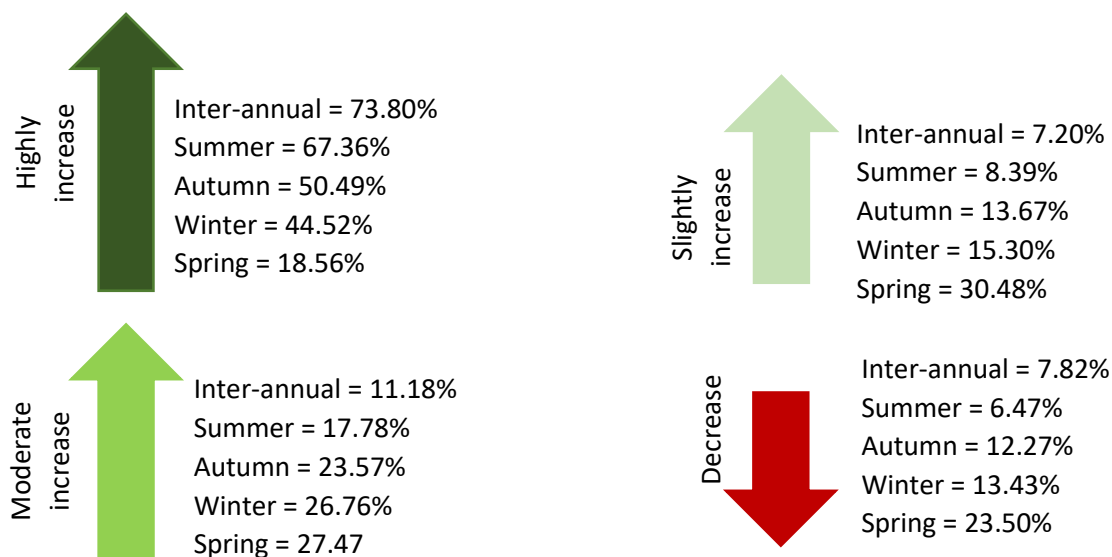 Highly
increase
Inter-annual = 73.80%
Summer = 67.36%
Autumn = 50.49%
Winter = 44.52%
Spring = 18.56%
Slightly
increase
Inter-annual = 7.20%
Summer = 8.39%
Autumn = 13.67%
Winter = 15.30%
Spring = 30.48%
Moderate
increase
Inter-annual = 11.18%
Summer = 17.78%
Autumn = 23.57%
Winter = 26.76%
Spring = 27.47
Decrease
Inter-annual = 7.82%
Summer = 6.47%
Autumn = 12.27%
Winter = 13.43%
Spring = 23.50%